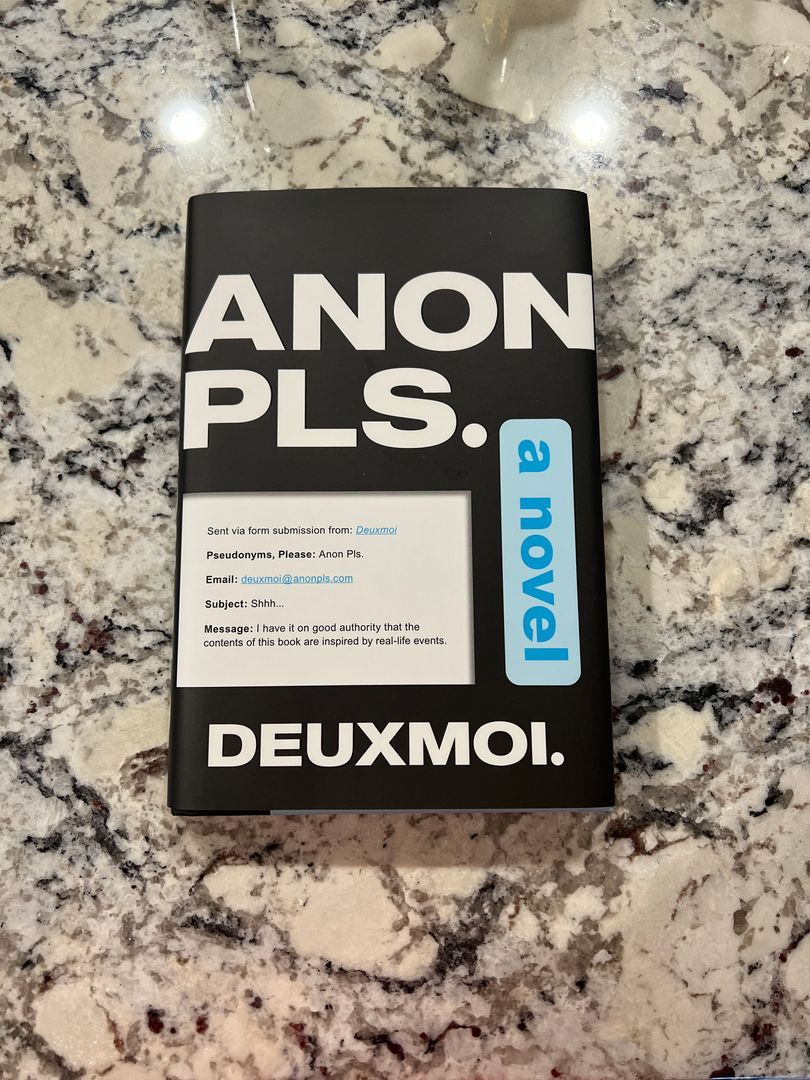 ANON
PLS.
a novel
Sent via form submission from: Deuxmoi
Pseudonyms, Please: Anon Pls.
Email: deuxmoi@anonpls.com
Subject: Shhh...
Message: I have it on good authority that the
contents of this book are inspired by real-life events.
DEUXMOI.